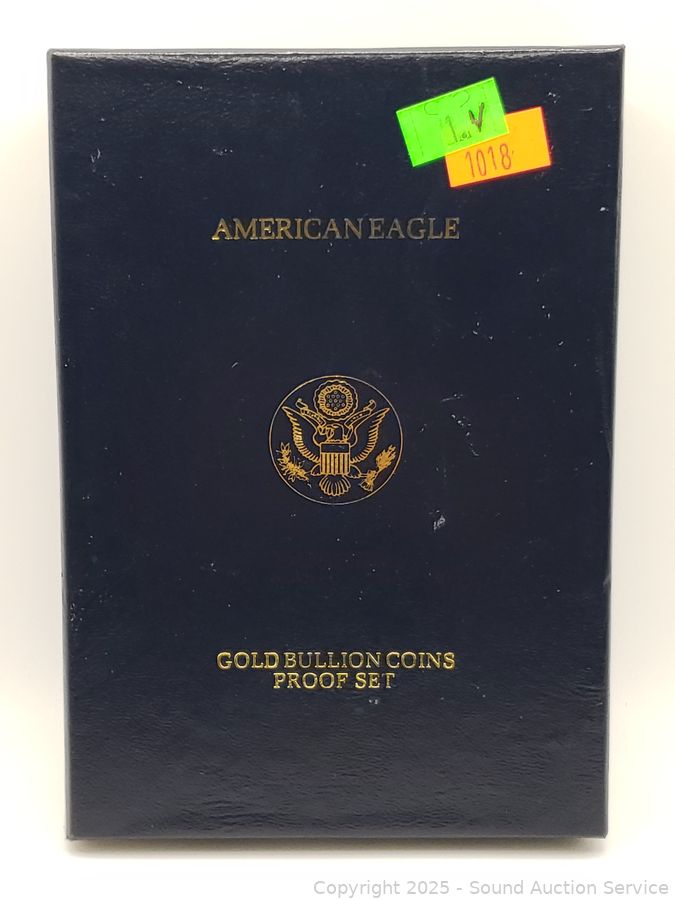 1018
AMERICAN EAGLE
GOLD BULLION COINS
PROOF SET
Copyright 2025 - Sound Auction Service